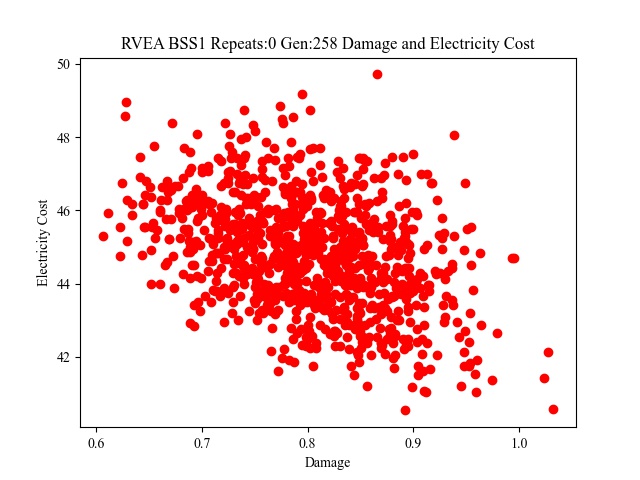 RVEA BSS1 Repeats:0 Gen:258 Damage and Electricity Cost
50
48
46
44
42
Electricity Cost
0.6 0.7 0.8 0.9 1.0
Damage